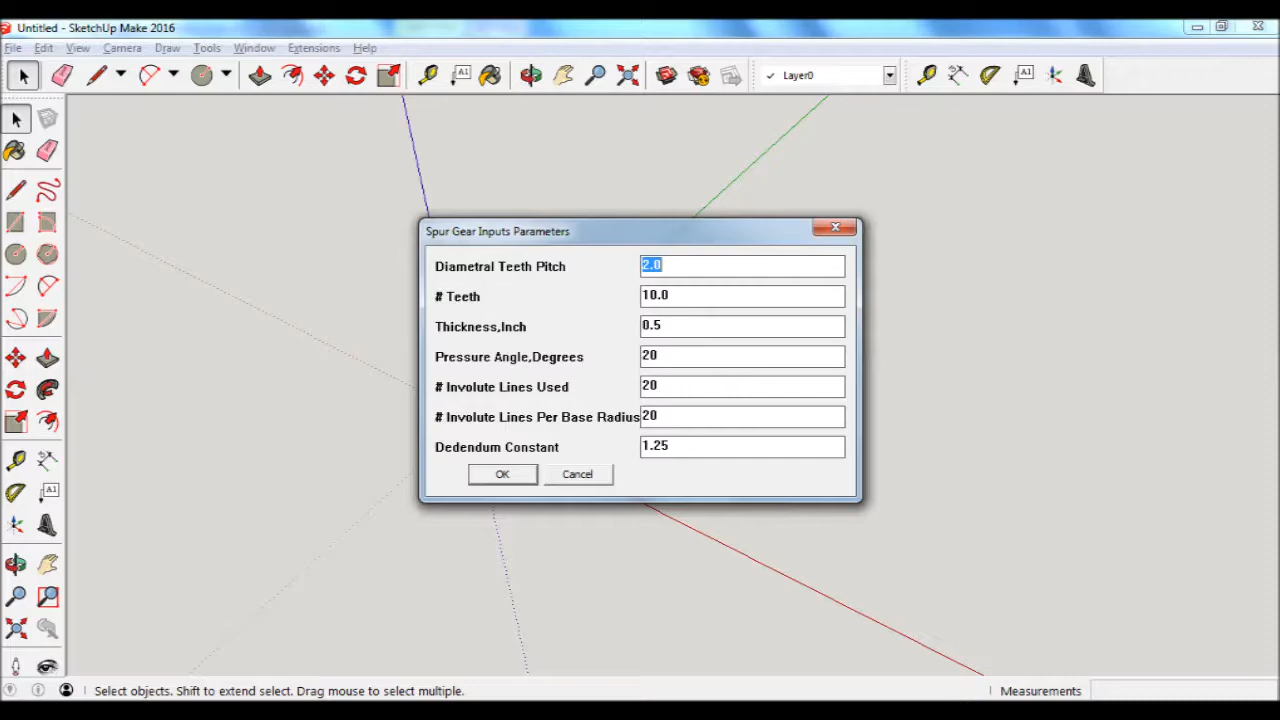 Untitled - SketchUp Make 2016
File Edit View Camera Draw Tools Window Extensions Help
A1 Layer0 A1
Spur Gear Inputs Parameters
Diametral Teeth Pitch 2.0
# Teeth 10.0
Thickness,Inch 0.5
Pressure Angle,Degrees 20
# Involute Lines Used 20
# Involute Lines Per Base Radius 20
Dedendum Constant 1.25
OK Cancel
A1
Select objects. Shift to extend select. Drag mouse to select multiple. Measurements